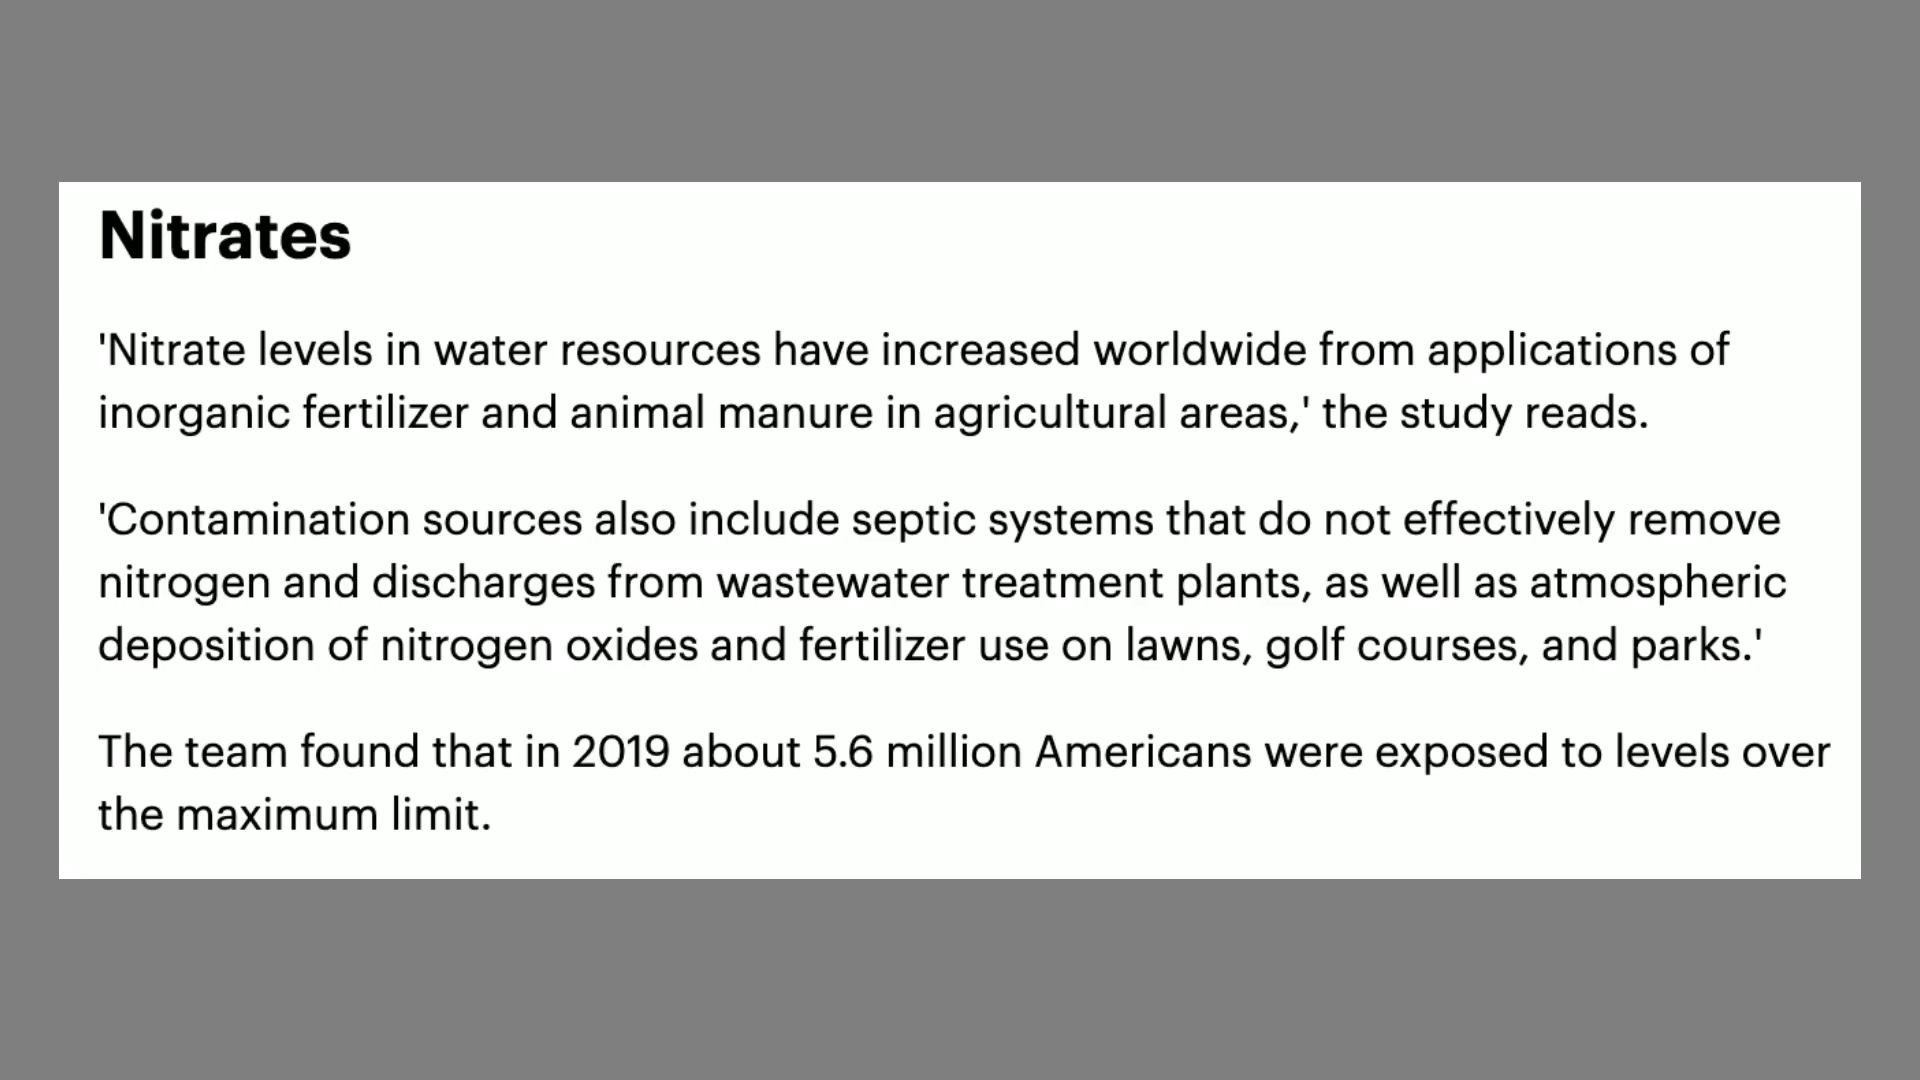 Nitrates
'Nitrate levels in water resources have increased worldwide from applications of
inorganic fertilizer and animal manure in agricultural areas,' the study reads.
'Contamination sources also include septic systems that do not effectively remove
nitrogen and discharges from wastewater treatment plants, as well as atmospheric
deposition of nitrogen oxides and fertilizer use on lawns, golf courses, and parks.'
The team found that in 2019 about 5.6 million Americans were exposed to levels over
the maximum limit.